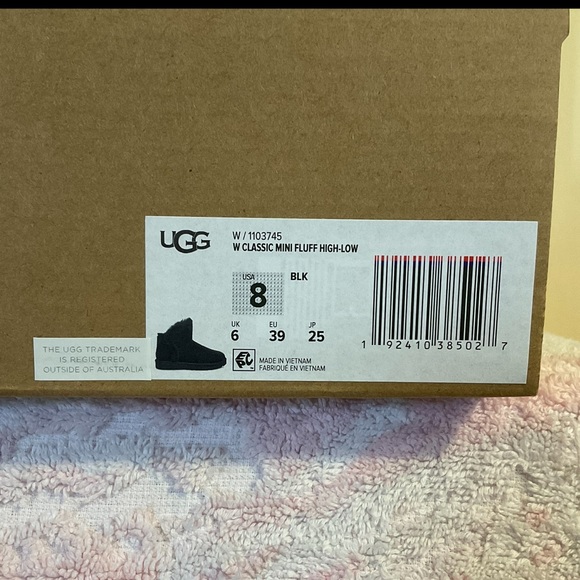 UGG
W / 1103745
W CLASSIC MINI FLUFF HIGH-LOW
USA
8
BLK
UK EU JP
6 39 25
MADE IN VIETNAM
FABRIQUÉ EN VIETNAM
1 92410 38502 7
THE UGG TRADEMARK
IS REGISTERED
OUTSIDE OF AUSTRALIA